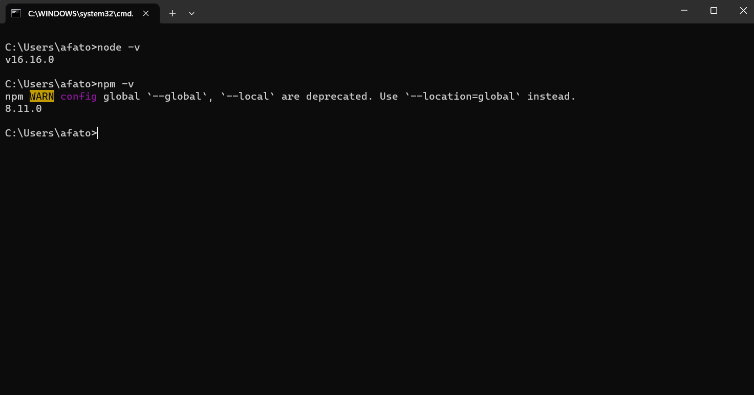 C:\WINDOWS\system32\cmd.
C:\Users\afato>node -v
v16.16.0
C:\Users\afato>npm -v
npm WARN config global `--global`, `--local` are deprecated. Use `--location=global` instead.
8.11.0
C:\Users\afato>